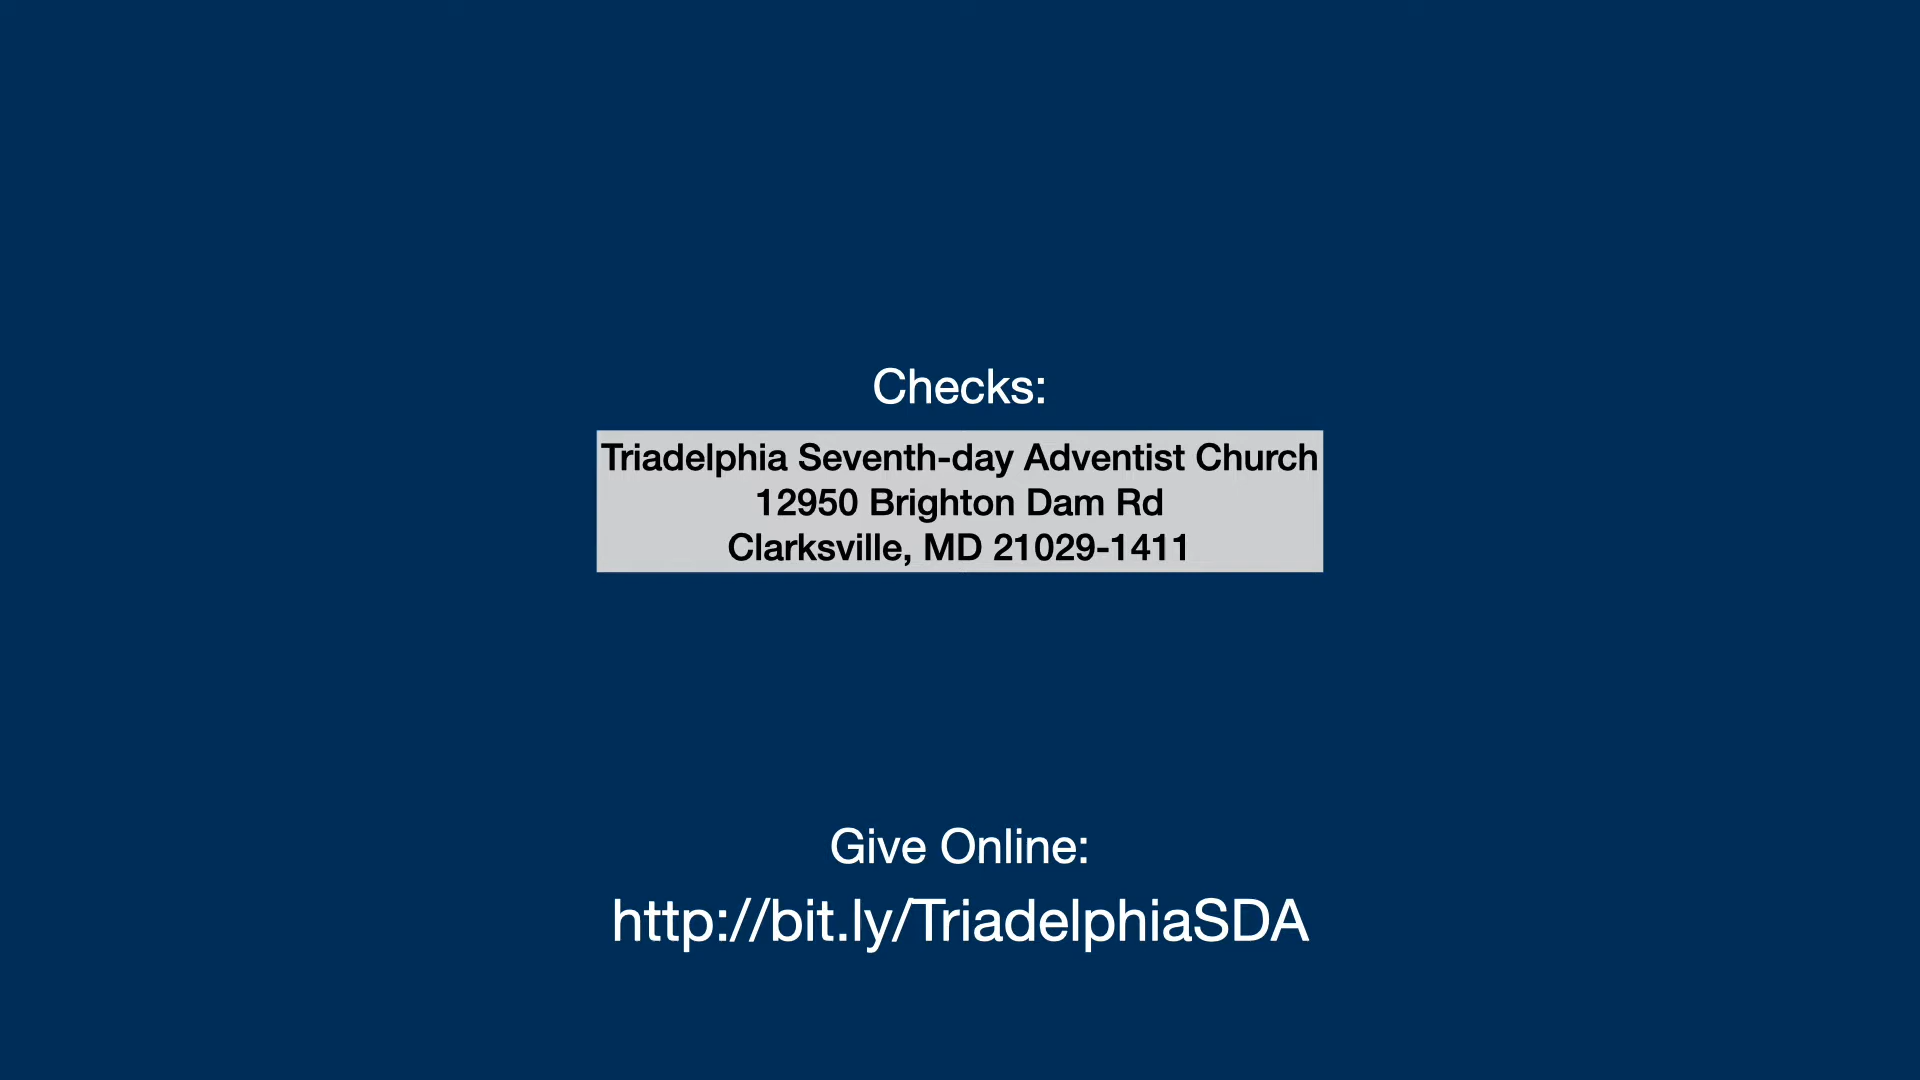 Checks:
Triadelphia Seventh-day Adventist Church
12950 Brighton Dam Rd
Clarksville, MD 21029-1411
Give Online:
http://bit.ly/TriadelphiaSDA